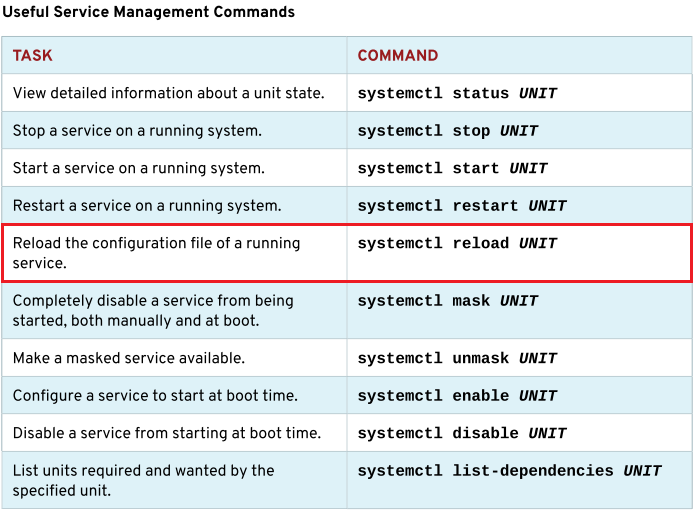 Useful Service Management Commands
TASK COMMAND
View detailed information about a unit state. systemctl status UNIT
Stop a service on a running system. systemctl stop UNIT
Start a service on a running system. systemctl start UNIT
Restart a service on a running system. systemctl restart UNIT
Reload the configuration file of a running systemctl reload UNIT
service.
Completely disable a service from being systemctl mask UNIT
started, both manually and at boot.
Make a masked service available. systemctl unmask UNIT
Configure a service to start at boot time. systemctl enable UNIT
Disable a service from starting at boot time. systemctl disable UNIT
List units required and wanted by the systemctl list-dependencies UNIT
specified unit.